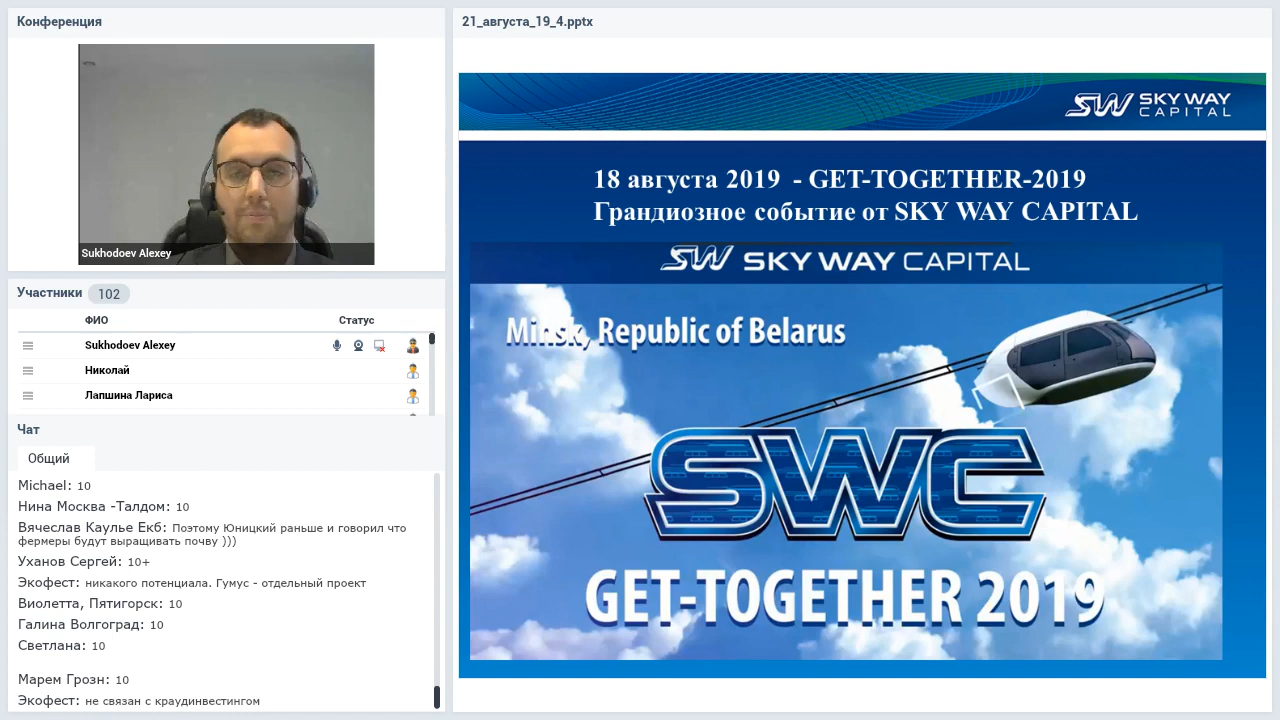 Конференция
Sukhodoev Alexey
Участники 102
ФИО Статус
Sukhodoev Alexey
Николай
Лапшина Лариса
Чат
Общий
Michael: 10
Нина Москва -Талдом: 10
Вячеслав Каулье Екб: Поэтому Юницкий раньше и говорил что
фермеры будут выращивать почву )))
Уханов Сергей: 10+
Экофест: никакого потенциала. Гумус - отдельный проект
Виолетта, Пятигорск: 10
Галина Волгоград: 10
Светлана: 10
Марем Грозн: 10
Экофест: не связан с краудинвестингом
21_августа_19_4.pptx
SW SKY WAY
CAPITAL
18 августа 2019 - GET-TOGETHER-2019
Грандиозное событие от SKY WAY CAPITAL
SW SKY WAY CAPITAL
Minsk, Republic of Belarus
SWC
GET-TOGETHER 2019